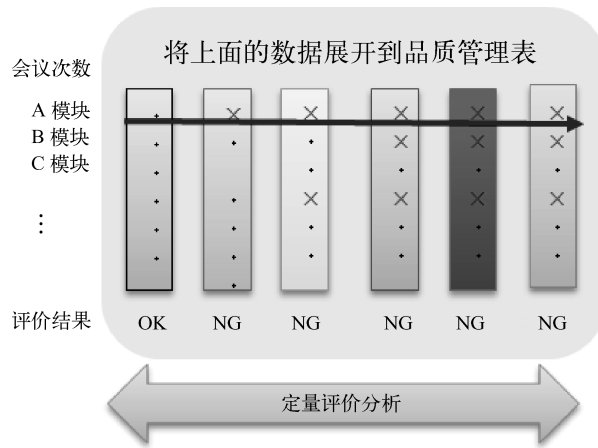 将上面的数据展开到品质管理表
会议次数
A 模块
B 模块
C 模块
⋮
评价结果 OK NG NG NG NG NG
定量评价分析